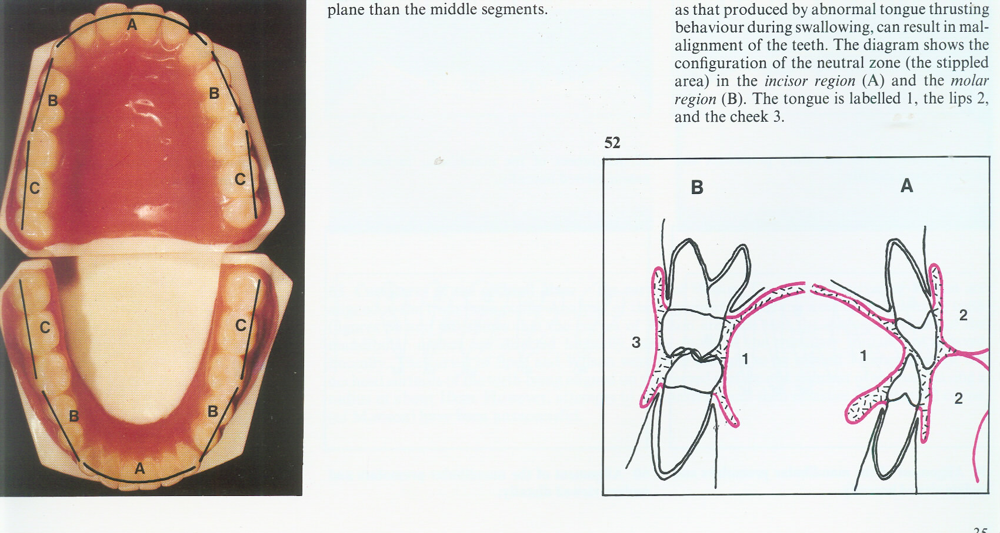 plane than the middle segments.
as that produced by abnormal tongue thrusting
behaviour during swallowing, can result in mal-
alignment of the teeth. The diagram shows the
configuration of the neutral zone (the stippled
area) in the incisor region (A) and the molar
region (B). The tongue is labelled 1, the lips 2,
and the cheek 3.
52
A
B
B
C
C
C
C
B
B
A
B
A
3
1
1
2
2